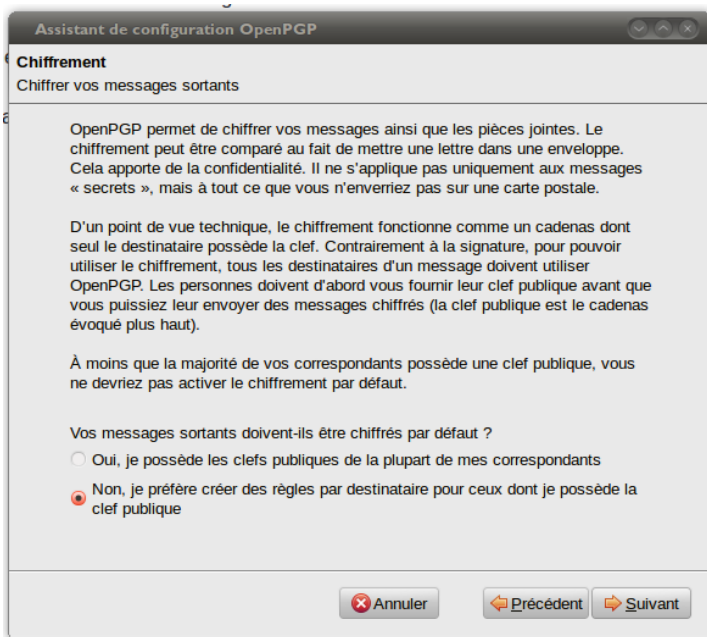 Assistant de configuration OpenPGP
Chiffrement
Chiffrer vos messages sortants
OpenPGP permet de chiffrer vos messages ainsi que les pièces jointes. Le
chiffrement peut être comparé au fait de mettre une lettre dans une enveloppe.
Cela apporte de la confidentialité. Il ne s'applique pas uniquement aux messages
« secrets », mais à tout ce que vous n'enverriez pas sur une carte postale.
D'un point de vue technique, le chiffrement fonctionne comme un cadenas dont
seul le destinataire possède la clef. Contrairement à la signature, pour pouvoir
utiliser le chiffrement, tous les destinataires d'un message doivent utiliser
OpenPGP. Les personnes doivent d'abord vous fournir leur clef publique avant que
vous puissiez leur envoyer des messages chiffrés (la clef publique est le cadenas
évoqué plus haut).
À moins que la majorité de vos correspondants possède une clef publique, vous
ne devriez pas activer le chiffrement par défaut.
Vos messages sortants doivent-ils être chiffrés par défaut ?
Oui, je possède les clefs publiques de la plupart de mes correspondants
Non, je préfère créer des règles par destinataire pour ceux dont je possède la
clef publique
Annuler
Précédent
Suivant